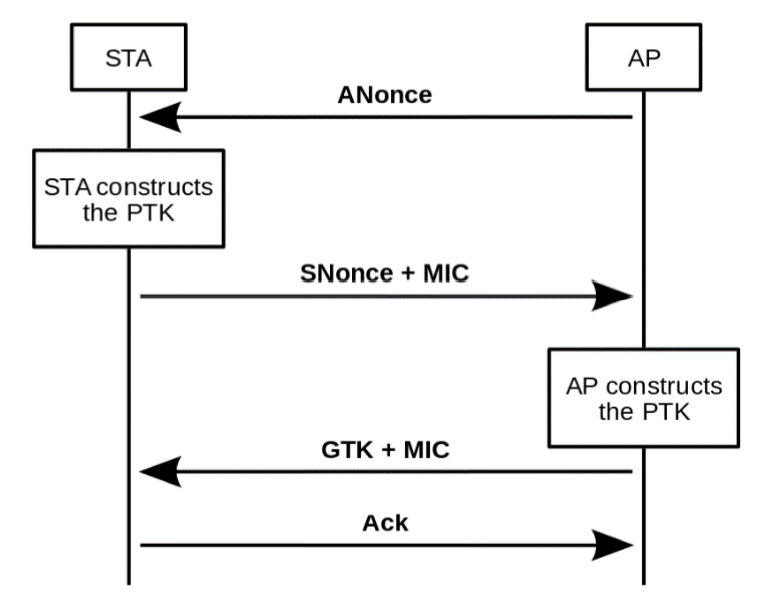 STA
AP
ANonce
STA constructs
the PTK
SNonce + MIC
AP constructs
the PTK
GTK + MIC
Ack